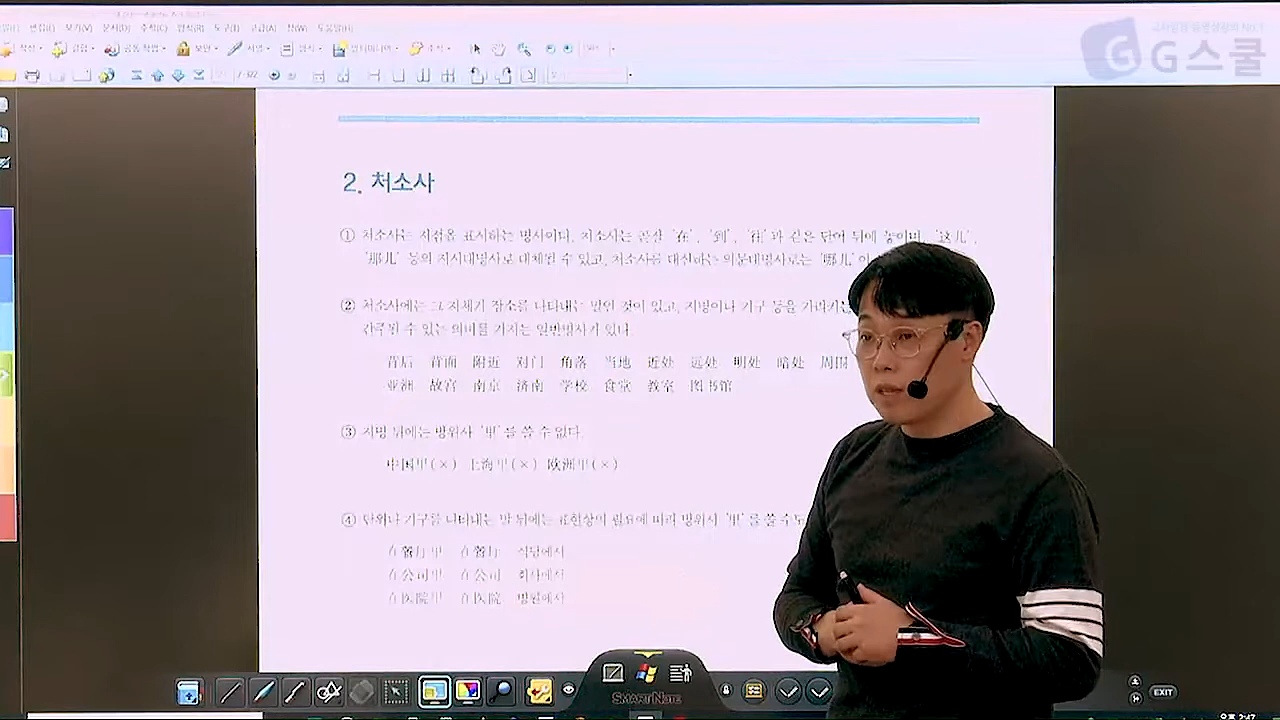 G스쿨
2. 처소사
① 처소사는 지점을 표시하는 명사이다. 처소사는 곧잘 '在', '到', '往'과 같은 단어 뒤에 놓이며, '这儿',
'那儿' 등의 지시대명사로 대체될 수 있고, 처소사를 대신하는 의문대명사로는 '哪儿'이
② 처소사에는 그 자체가 장소를 나타내는 말인 것이 있고, 지명이나 기구 등을 가리키는
간주될 수 있는 의미를 가지는 일반명사가 있다.
背后 背面 附近 对门 角落 当地 近处 远处 明处 暗处 周围
亚洲 故宫 南京 济南 学校 食堂 教室 图书馆
③ 지명 뒤에는 방위사 '里'를 쓸 수 없다.
中国里(×) 上海里(×) 欧洲里(×)
④ 단위나 기구를 나타내는 말 뒤에는 표현상의 필요에 따라 방위사 '里'를 쓸 수도
在餐厅里 在餐厅 식당에서
在公司里 在公司 회사에서
在医院里 在医院 병원에서
SMARTNOTE
EXIT
오후 2:47